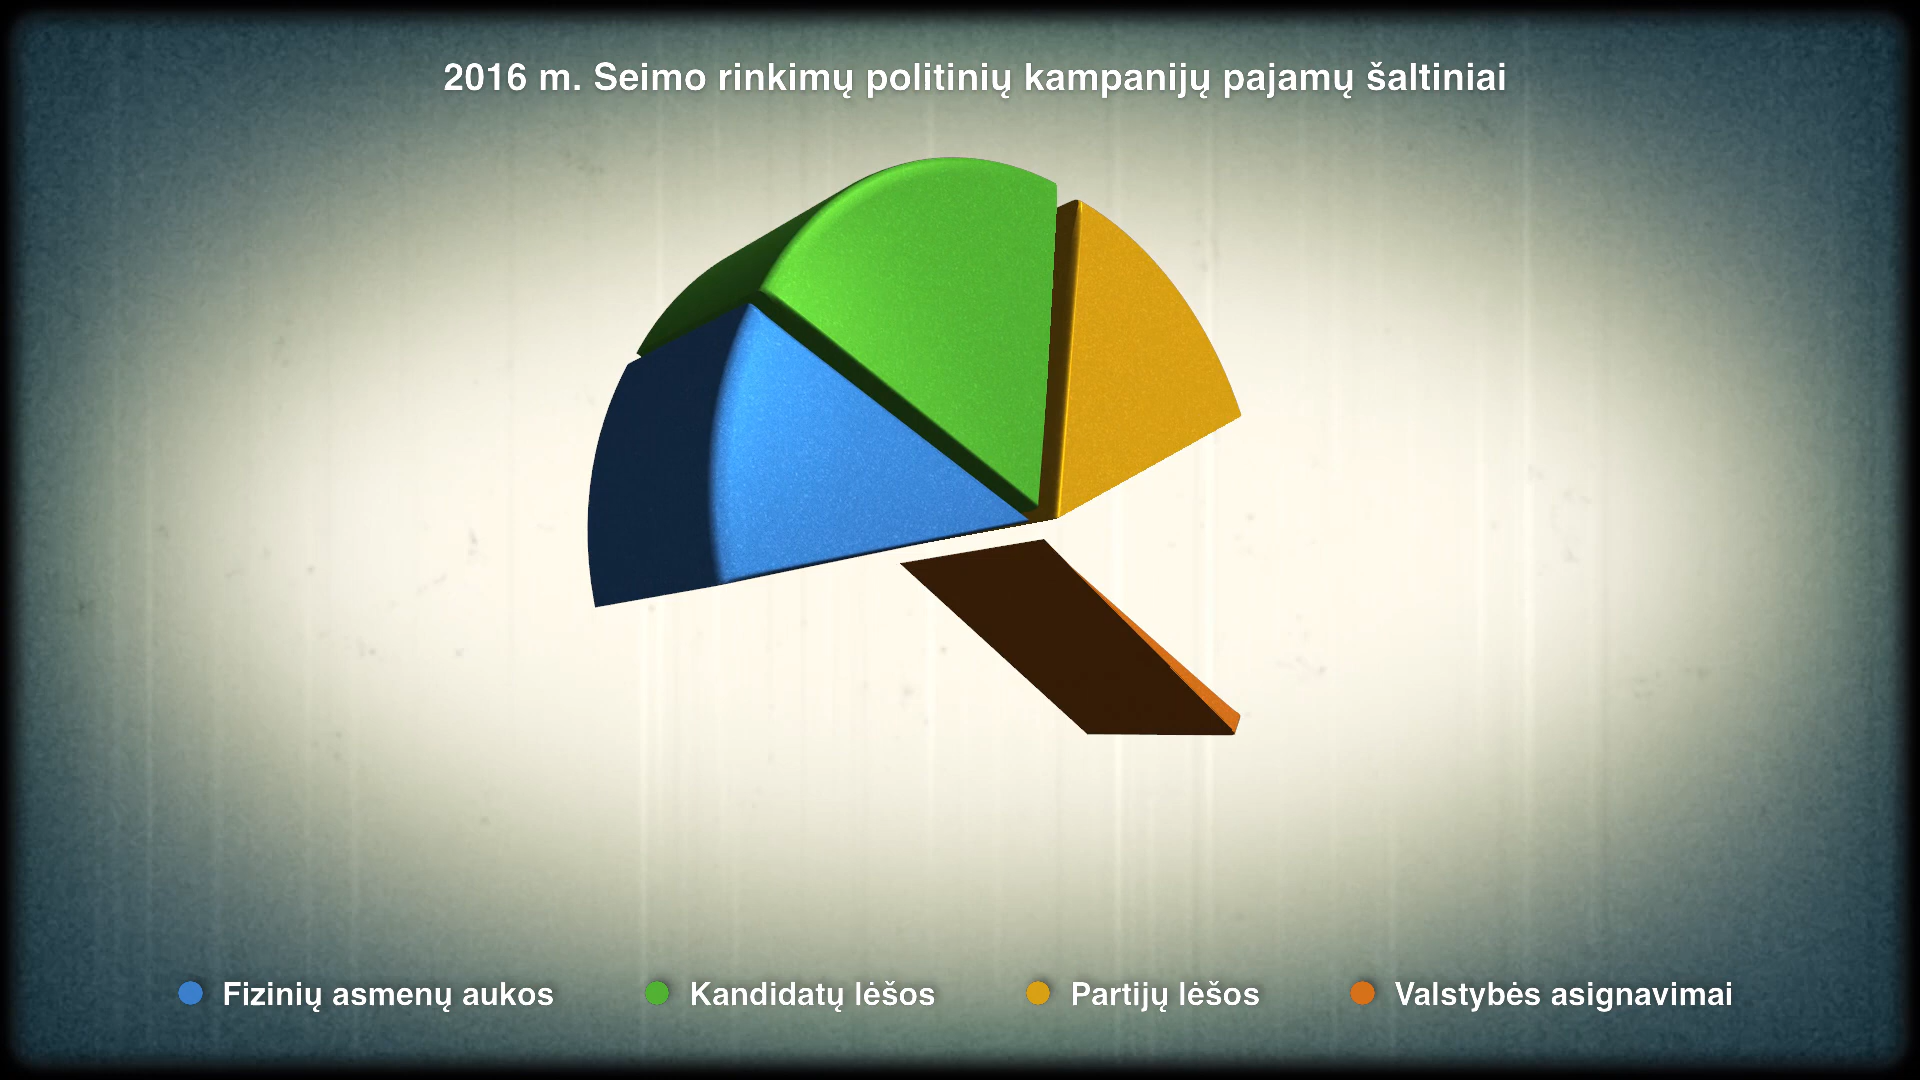 2016 m. Seimo rinkimų politinių kampanijų pajamų šaltiniai
Fizinių asmenų aukos
Kandidatų lėšos
Partijų lėšos
Valstybės asignavimai